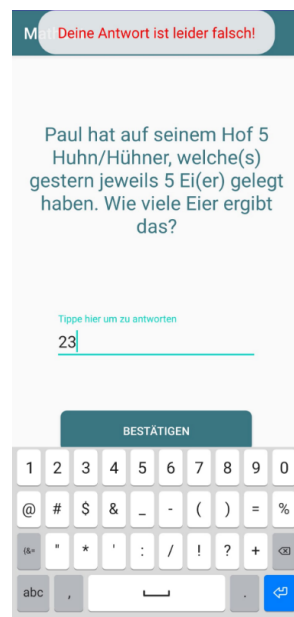 M
Deine Antwort ist leider falsch!
Paul hat auf seinem Hof 5
Huhn/Hühner, welche(s)
gestern jeweils 5 Ei(er) gelegt
haben. Wie viele Eier ergibt
das?
Tippe hier um zu antworten
23
BESTÄTIGEN
1 2 3 4 5 6 7 8 9 0
@ # $ & _ - ( ) = %
{&= " * ' : / ! ? +
abc , .